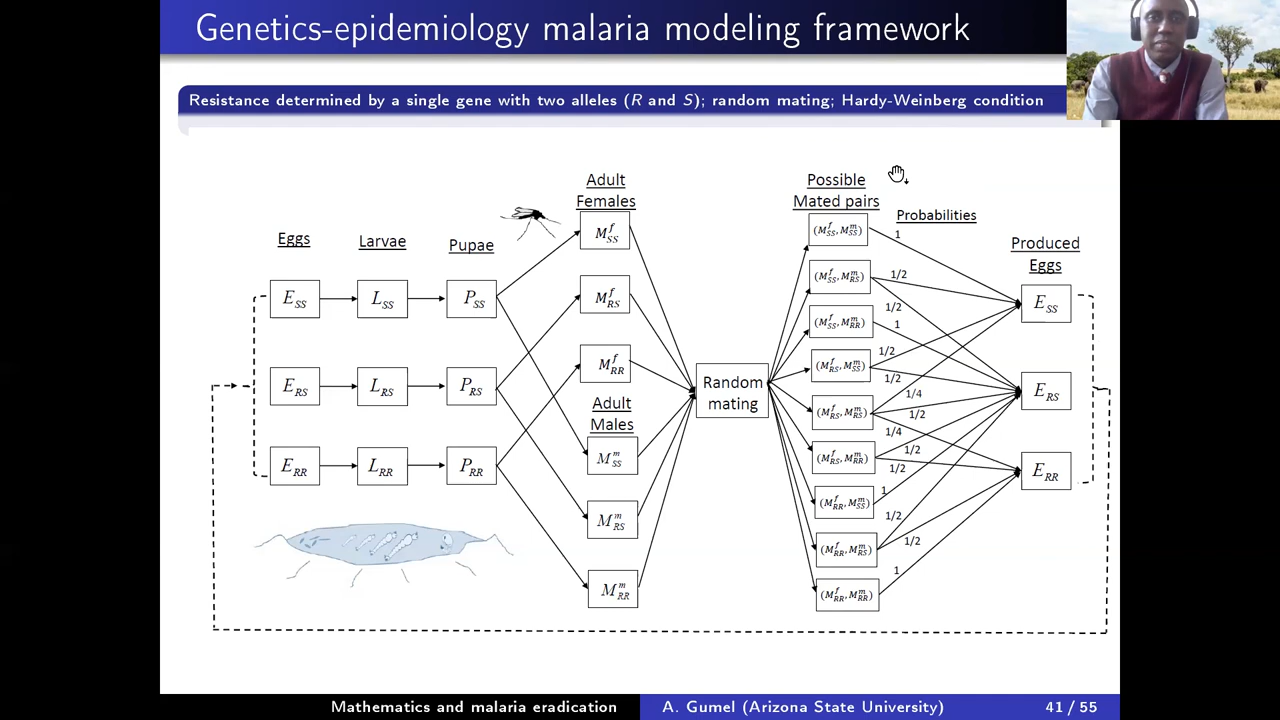 Genetics-epidemiology malaria modeling framework
Resistance determined by a single gene with two alleles (R and S); random mating; Hardy-Weinberg condition
Eggs
Larvae
Pupae
Adult
Females
Possible
Mated pairs
Probabilities
Produced
Eggs
E_SS
L_SS
P_SS
E_RS
L_RS
P_RS
E_RR
L_RR
P_RR
M^f_SS
M^f_RS
M^f_RR
Adult
Males
M^m_SS
M^m_RS
M^m_RR
Random
mating
(M^f_SS, M^m_SS)
(M^f_SS, M^m_RS)
(M^f_SS, M^m_RR)
(M^f_RS, M^m_SS)
(M^f_RS, M^m_RS)
(M^f_RS, M^m_RR)
(M^f_RR, M^m_SS)
(M^f_RR, M^m_RS)
(M^f_RR, M^m_RR)
1
1/2
1/2
1
1/2
1/2
1/4
1/2
1/4
1/2
1/2
1
1/2
1/2
1
E_SS
E_RS
E_RR
Mathematics and malaria eradication
A. Gumel (Arizona State University)
41 / 55